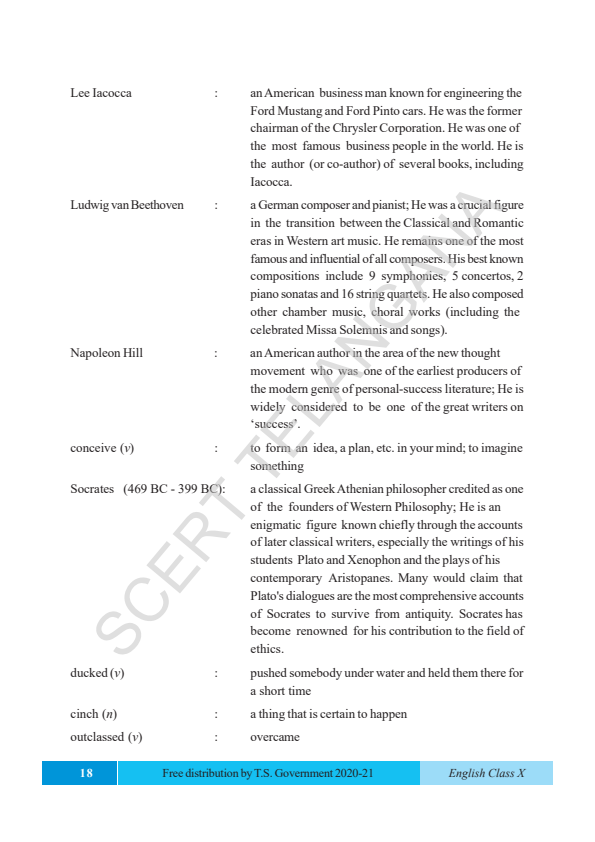 Lee Iacocca : an American business man known for engineering the
Ford Mustang and Ford Pinto cars. He was the former
chairman of the Chrysler Corporation. He was one of
the most famous business people in the world. He is
the author (or co-author) of several books, including
Iacocca.
Ludwig van Beethoven : a German composer and pianist; He was a crucial figure
in the transition between the Classical and Romantic
eras in Western art music. He remains one of the most
famous and influential of all composers. His best known
compositions include 9 symphonies, 5 concertos, 2
piano sonatas and 16 string quartets. He also composed
other chamber music, choral works (including the
celebrated Missa Solemnis and songs).
Napoleon Hill : an American author in the area of the new thought
movement who was one of the earliest producers of
the modern genre of personal-success literature; He is
widely considered to be one of the great writers on
‘success’.
conceive (v) : to form an idea, a plan, etc. in your mind; to imagine
something
Socrates (469 BC - 399 BC): a classical Greek Athenian philosopher credited as one
of the founders of Western Philosophy; He is an
enigmatic figure known chiefly through the accounts
of later classical writers, especially the writings of his
students Plato and Xenophon and the plays of his
contemporary Aristopanes. Many would claim that
Plato's dialogues are the most comprehensive accounts
of Socrates to survive from antiquity. Socrates has
become renowned for his contribution to the field of
ethics.
ducked (v) : pushed somebody under water and held them there for
a short time
cinch (n) : a thing that is certain to happen
outclassed (v) : overcame
SCERT TELANGANA
18 Free distribution by T.S. Government 2020-21 English Class X